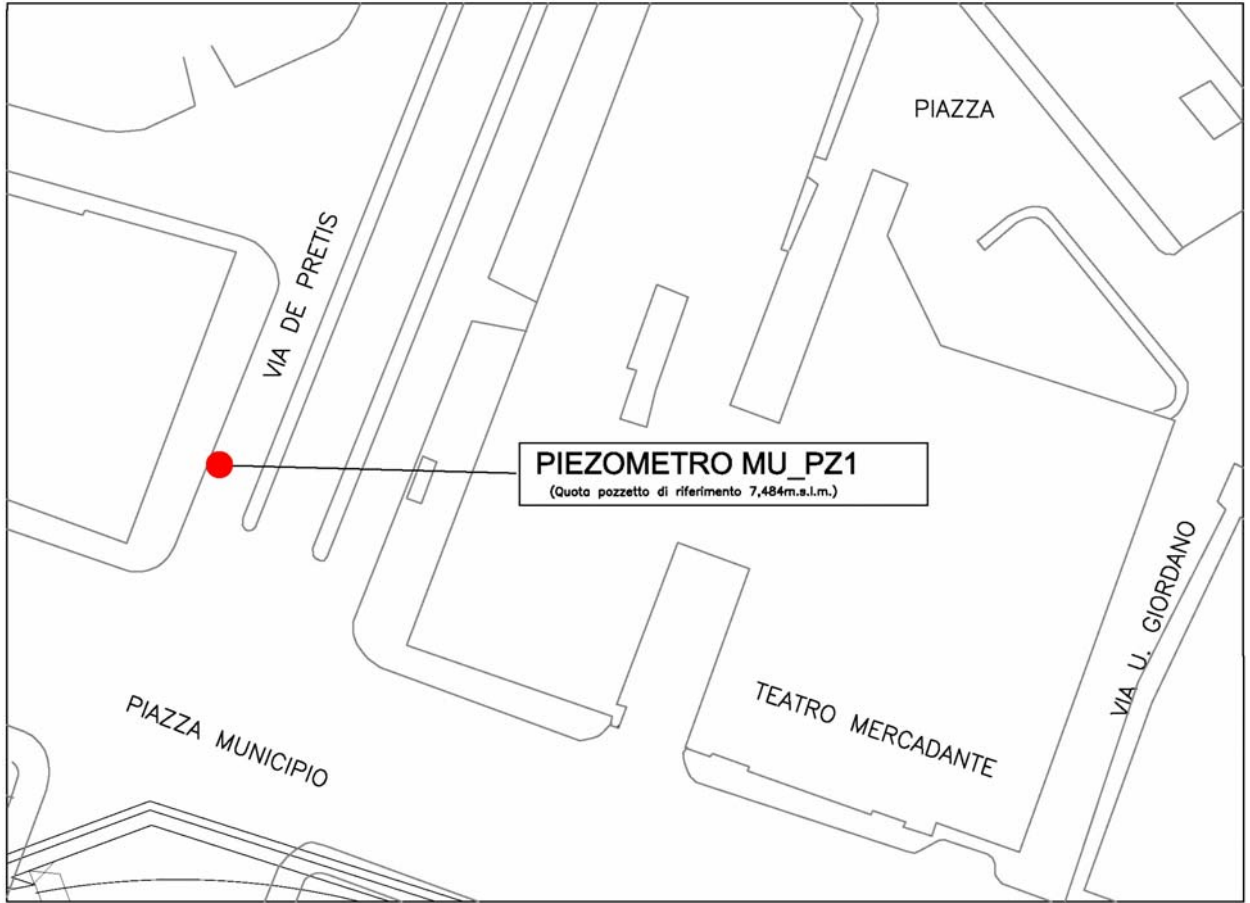 PIAZZA
VIA DE PRETIS
PIEZOMETRO MU_PZ1
(Quota pozzetto di riferimento 7,484m.s.l.m.)
VIA U. GIORDANO
TEATRO MERCADANTE
PIAZZA MUNICIPIO